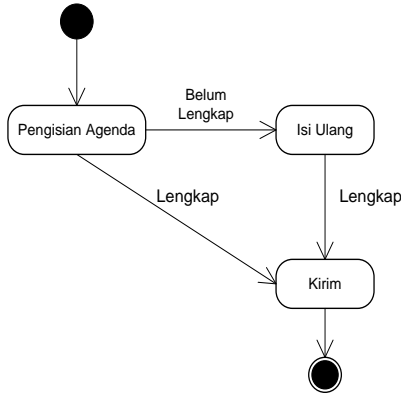 Belum
Lengkap
Pengisian Agenda
Isi Ulang
Lengkap
Lengkap
Kirim